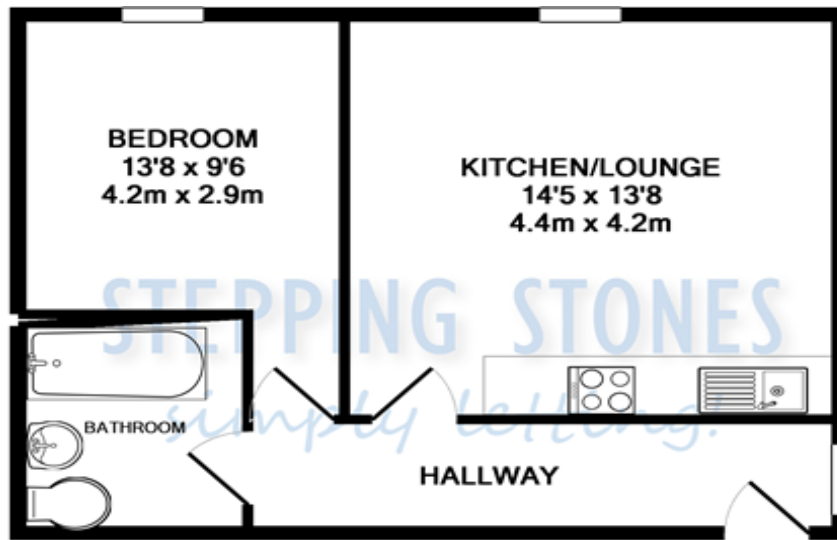 BEDROOM
13'8 x 9'6
4.2m x 2.9m
KITCHEN/LOUNGE
14'5 x 13'8
4.4m x 4.2m
STEPPING STONES
simply letting!
BATHROOM
HALLWAY